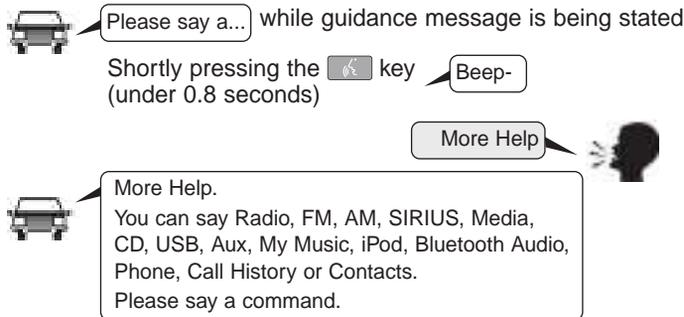 Please say a... while guidance message is being stated
Shortly pressing the key Beep-
(under 0.8 seconds)
More Help
More Help.
You can say Radio, FM, AM, SIRIUS, Media,
CD, USB, Aux, My Music, iPod, Bluetooth Audio,
Phone, Call History or Contacts.
Please say a command.